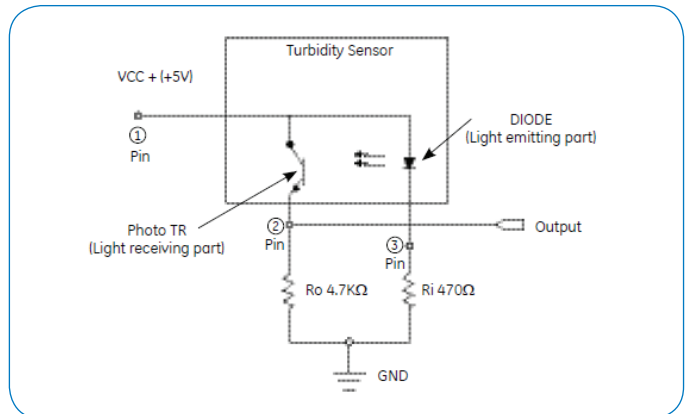 Turbidity Sensor
VCC + (+5V)
①
Pin
DIODE
(Light emitting part)
Photo TR
(Light receiving part)
②
Pin
Output
③
Pin
Ro 4.7KΩ
Ri 470Ω
GND